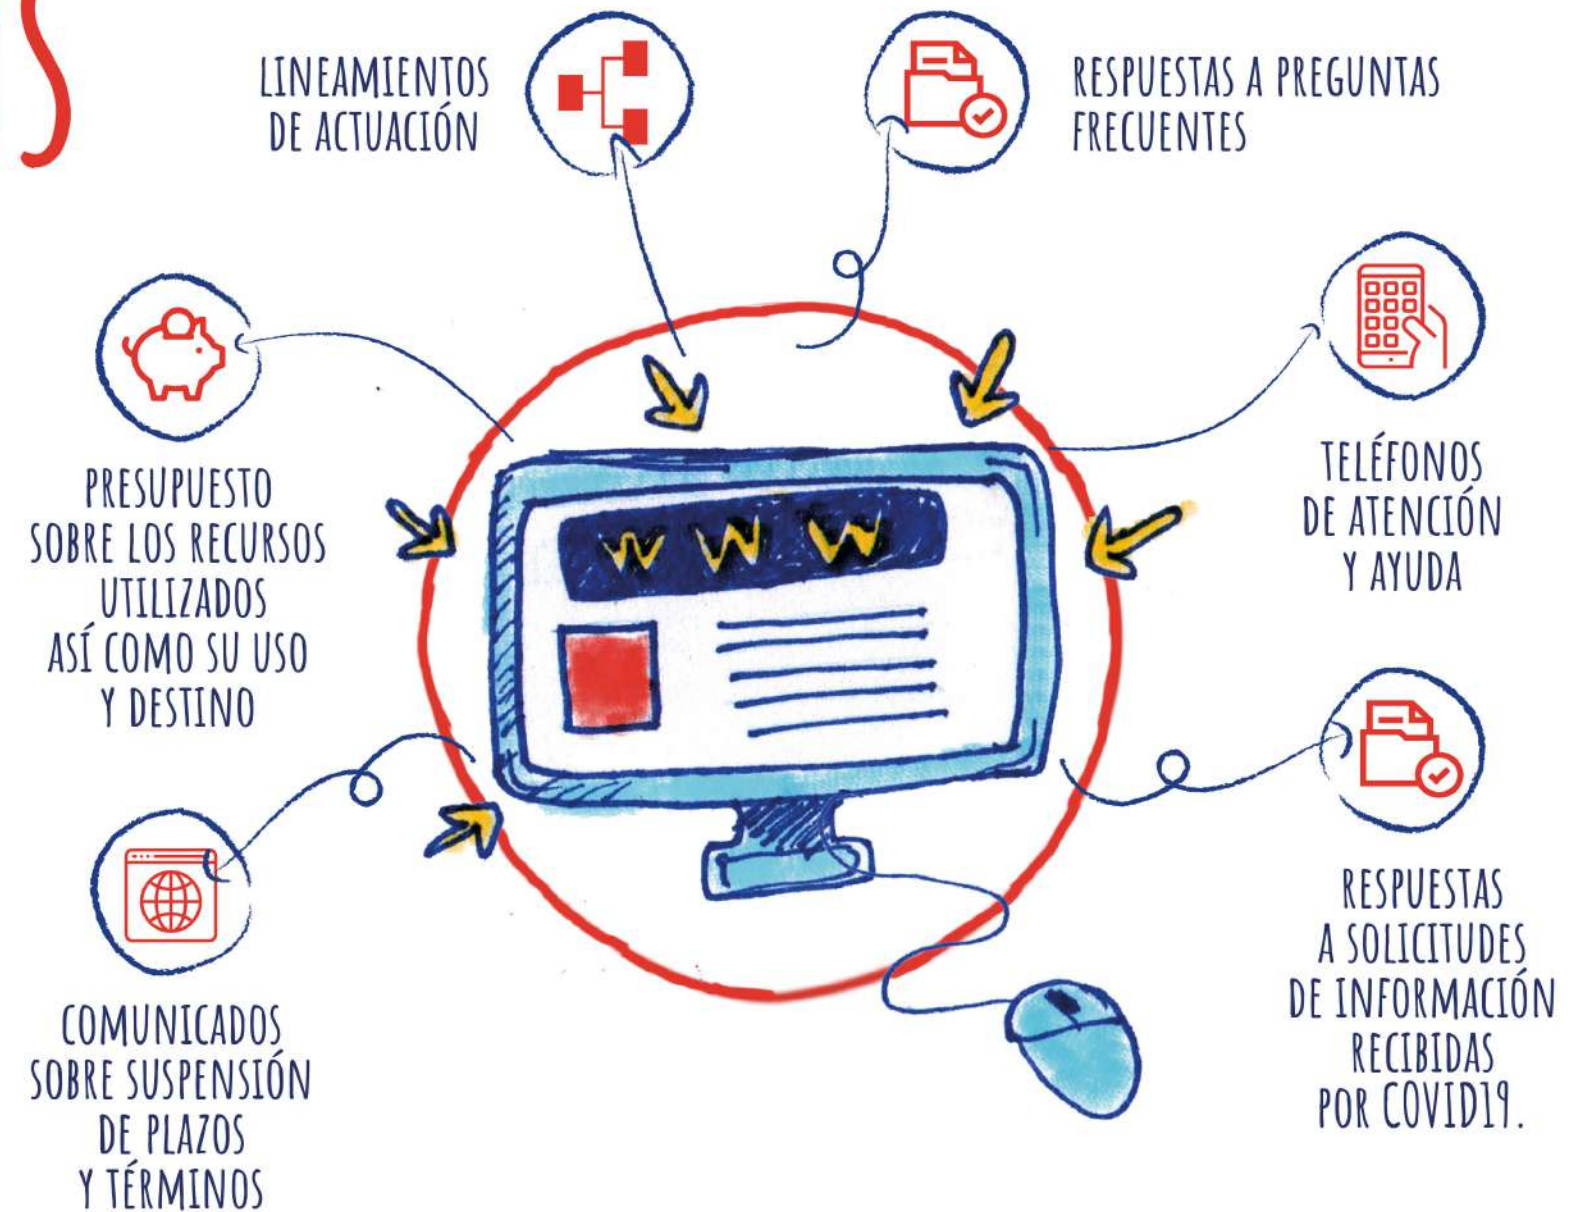 S
LINEAMIENTOS
DE ACTUACIÓN
RESPUESTAS A PREGUNTAS
FRECUENTES
PRESUPUESTO
SOBRE LOS RECURSOS
UTILIZADOS
ASÍ COMO SU USO
Y DESTINO
WWW
TELÉFONOS
DE ATENCIÓN
Y AYUDA
COMUNICADOS
SOBRE SUSPENSIÓN
DE PLAZOS
Y TÉRMINOS
RESPUESTAS
A SOLICITUDES
DE INFORMACIÓN
RECIBIDAS
POR COVID19.